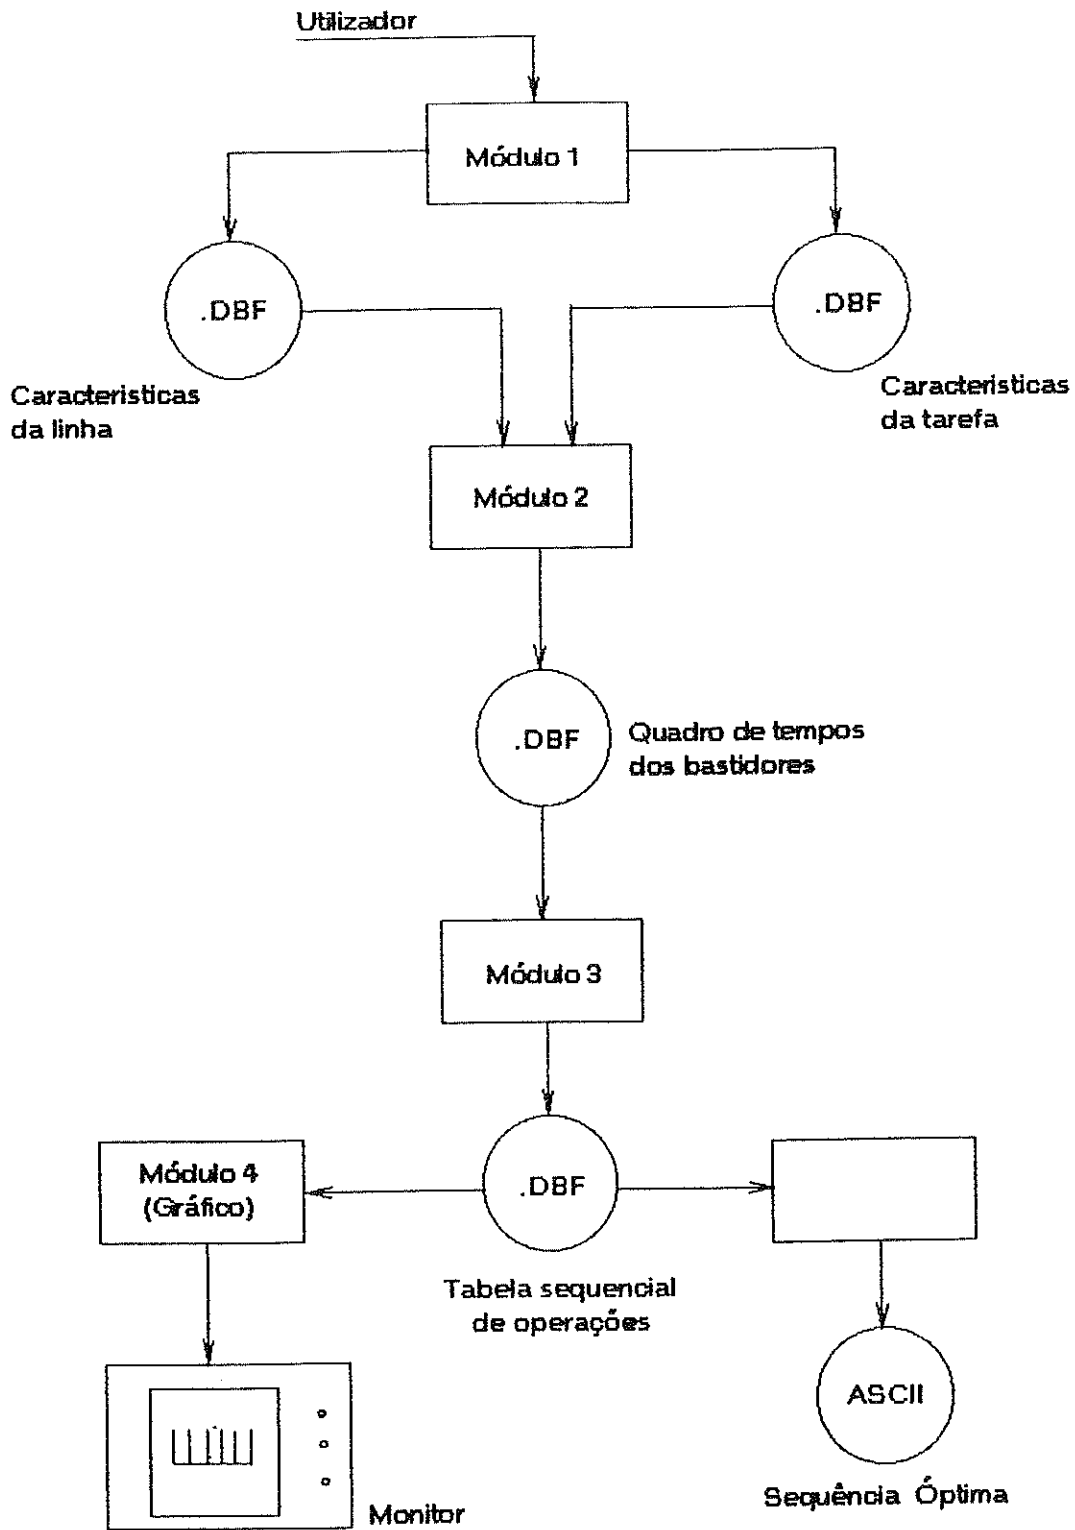 Utilizador
Módulo 1
.DBF
.DBF
Caracteristicas
da linha
Caracteristicas
da tarefa
Módulo 2
.DBF
Quadro de tempos
dos bastidores
Módulo 3
Módulo 4
(Gráfico)
.DBF
Tabela sequencial
de operações
ASCII
Monitor
Sequência Óptima